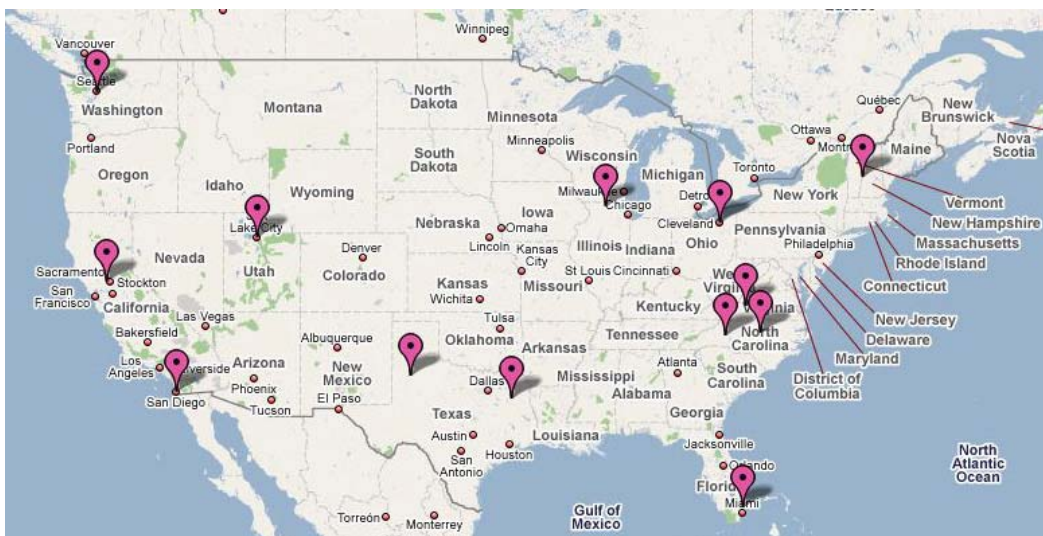 Québec
Winnipeg
Vancouver
Seattle
Washington
Montana
North
Dakota
Minnesota
Québec
New
Brunswick
Nova
Scotia
Portland
Minneapolis
Wisconsin
Ottawa
Maine
Oregon
Idaho
South
Dakota
Michigan
Toronto
Wyoming
Milwaukee
New York
Vermont
Lake City
Nebraska
Iowa
Omaha
Chicago
Cleveland
New Hampshire
Pennsylvania
Massachusetts
Nevada
Denver
Lincoln
Illinois
Indiana
Ohio
Philadelphia
Rhode Island
Sacramento
Stockton
Utah
Colorado
Kansas
City
St Louis
Cincinnati
Connecticut
San
Francisco
California
Kansas
Missouri
Wichita
Kentucky
New Jersey
Las Vegas
Tulsa
Delaware
Bakersfield
Albuquerque
Oklahoma
Arkansas
Tennessee
North
Carolina
Maryland
Los
Angeles
Arizona
New
Mexico
Atlanta
South
Carolina
District of
Columbia
Phoenix
Dallas
Mississippi
Alabama
San Diego
Tucson
El Paso
Texas
Georgia
Austin
Louisiana
Jacksonville
San
Antonio
Houston
Orlando
North
Atlantic
Ocean
Miami
Gulf of
Mexico
Torreón
Monterrey